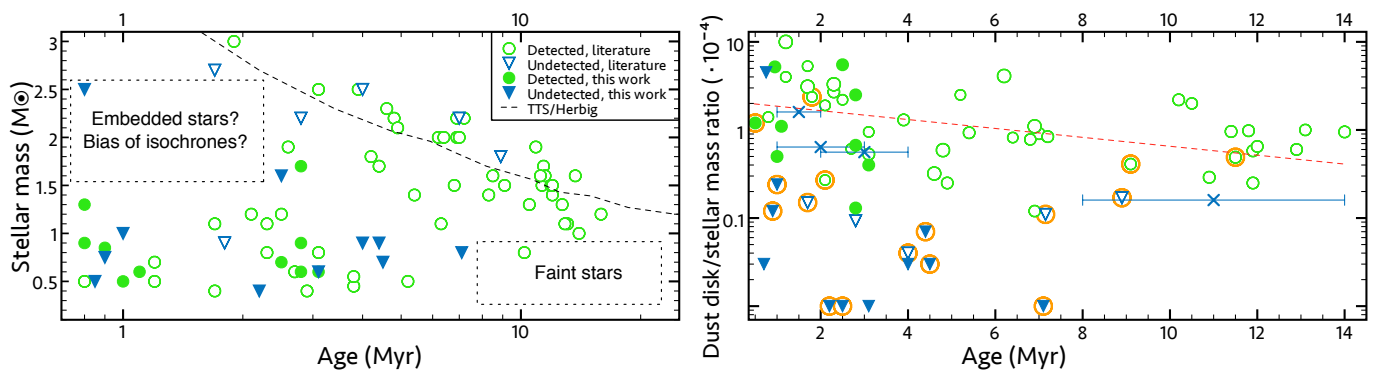 1 10
3
2.5
2
1.5
1
0.5
Stellar mass (M⊙)
Embedded stars?
Bias of isochrones?
Detected, literature
Undetected, literature
Detected, this work
Undetected, this work
TTS/Herbig
Faint stars
1 10
Age (Myr)
2 4 6 8 10 12 14
10
1
0.1
Dust disk/stellar mass ratio (·10⁻⁴)
2 4 6 8 10 12 14
Age (Myr)